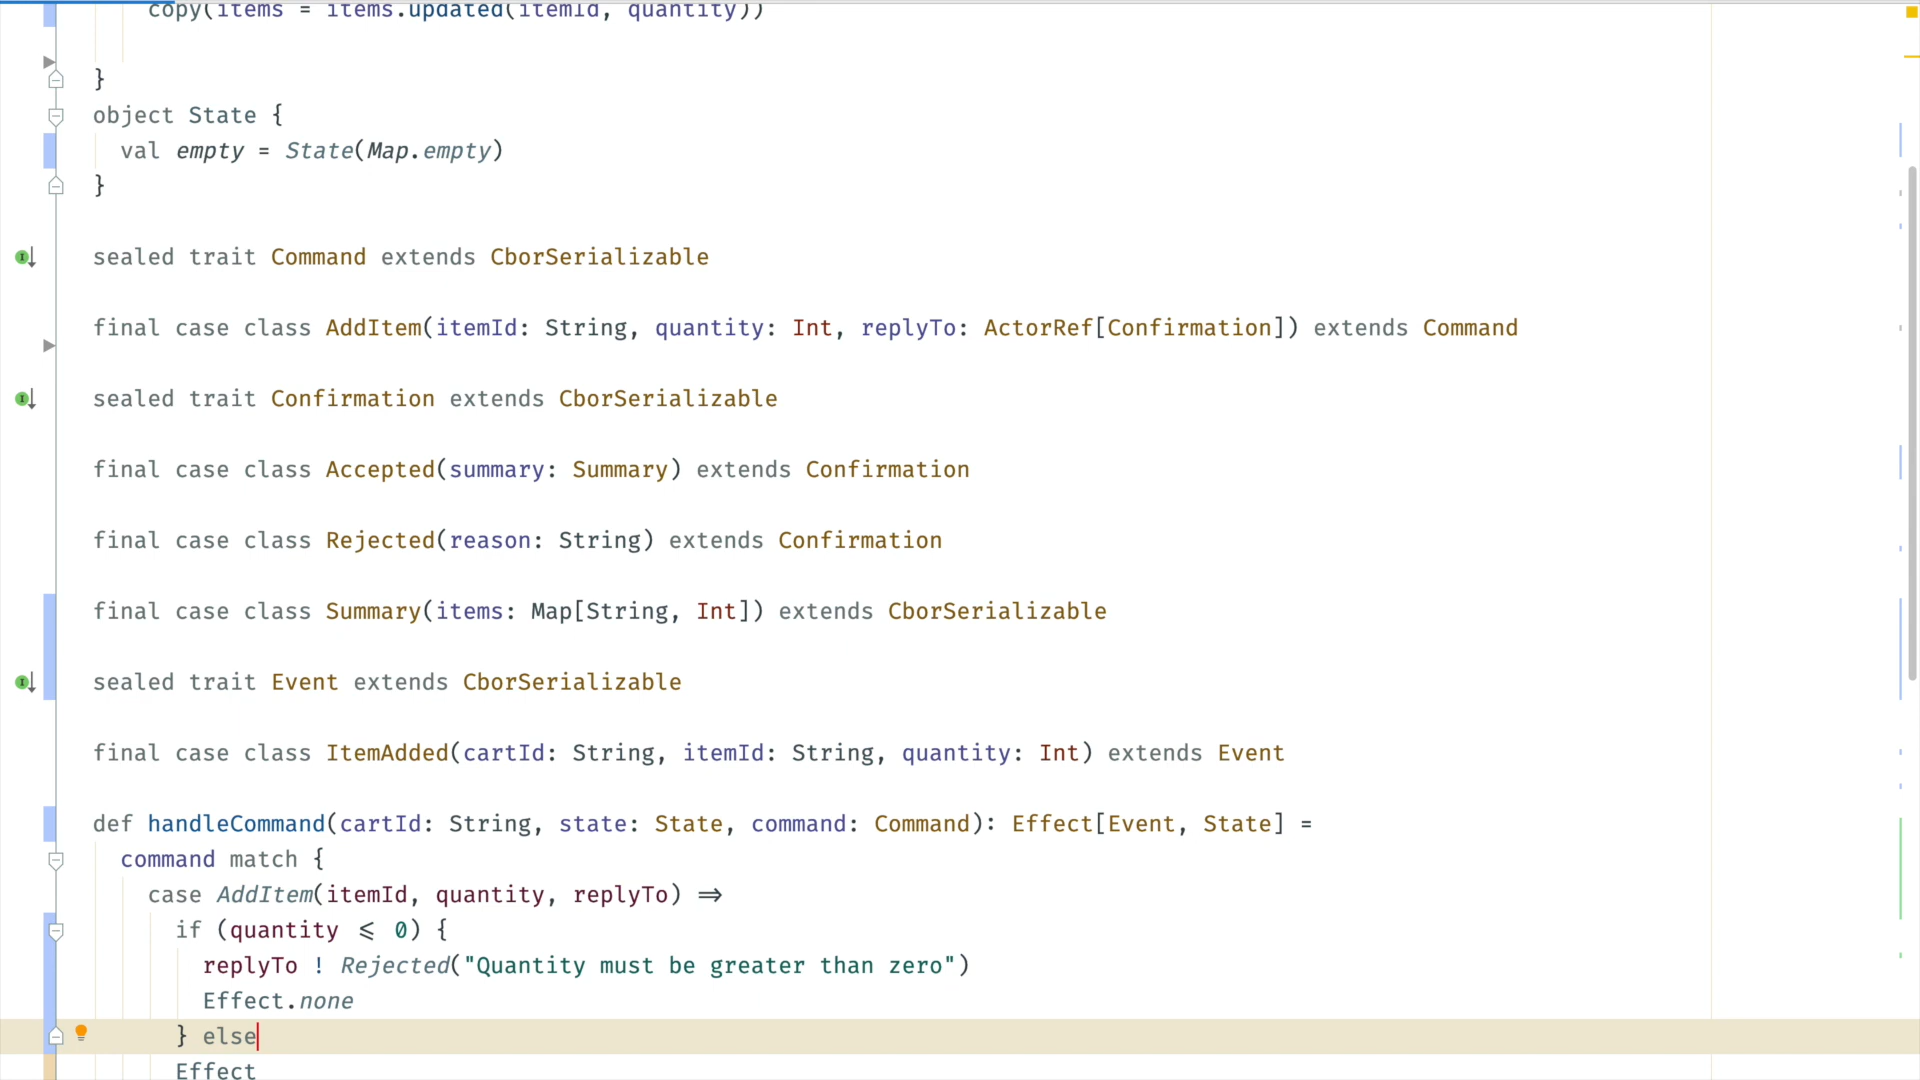 copy(items = items.updated(itemId, quantity))
}
object State {
val empty = State(Map.empty)
}
sealed trait Command extends CborSerializable
final case class AddItem(itemId: String, quantity: Int, replyTo: ActorRef[Confirmation]) extends Command
sealed trait Confirmation extends CborSerializable
final case class Accepted(summary: Summary) extends Confirmation
final case class Rejected(reason: String) extends Confirmation
final case class Summary(items: Map[String, Int]) extends CborSerializable
sealed trait Event extends CborSerializable
final case class ItemAdded(cartId: String, itemId: String, quantity: Int) extends Event
def handleCommand(cartId: String, state: State, command: Command): Effect[Event, State] =
command match {
case AddItem(itemId, quantity, replyTo) ⇒
if (quantity ⩽ 0) {
replyTo ! Rejected("Quantity must be greater than zero")
Effect.none
} else
Effect